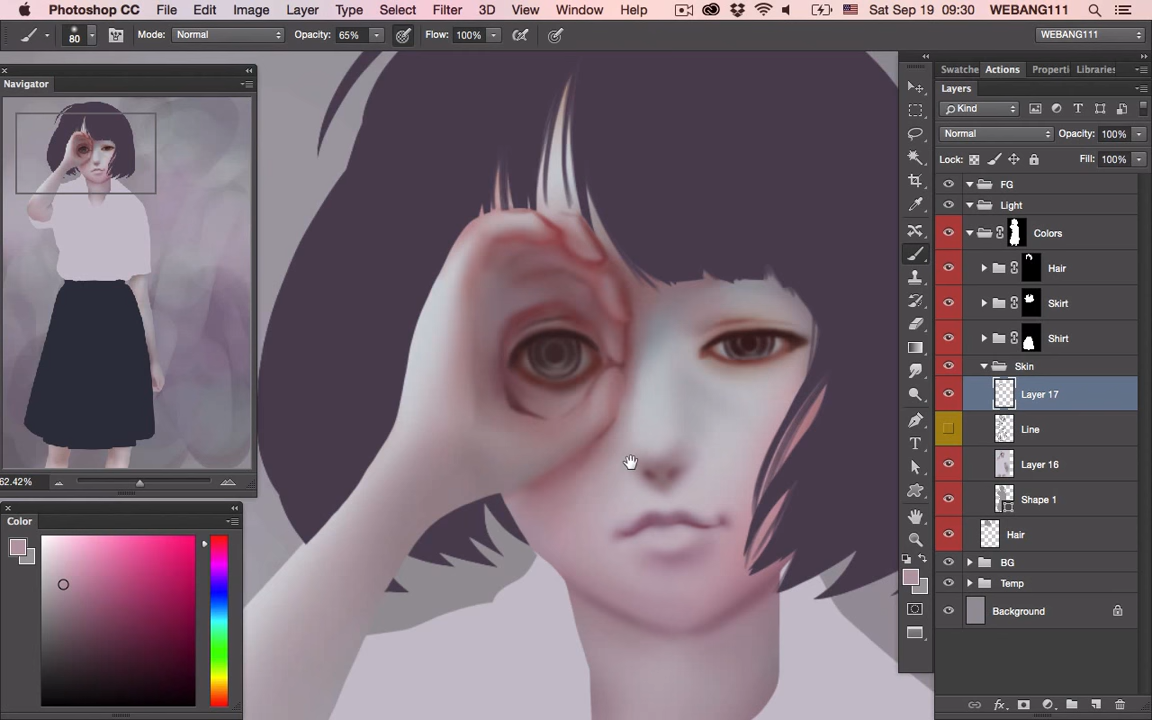 Photoshop CC File Edit Image Layer Type Select Filter 3D View Window Help Sat Sep 19 09:30 WEBANG111
80 Mode: Normal Opacity: 65% Flow: 100% WEBANG111
Navigator
62.42%
Color
Swatche Actions Properti Libraries
Layers
Kind
Normal Opacity: 100%
Lock: Fill: 100%
FG
Light
Colors
Hair
Skirt
Shirt
Skin
Layer 17
Line
Layer 16
Shape 1
Hair
BG
Temp
Background